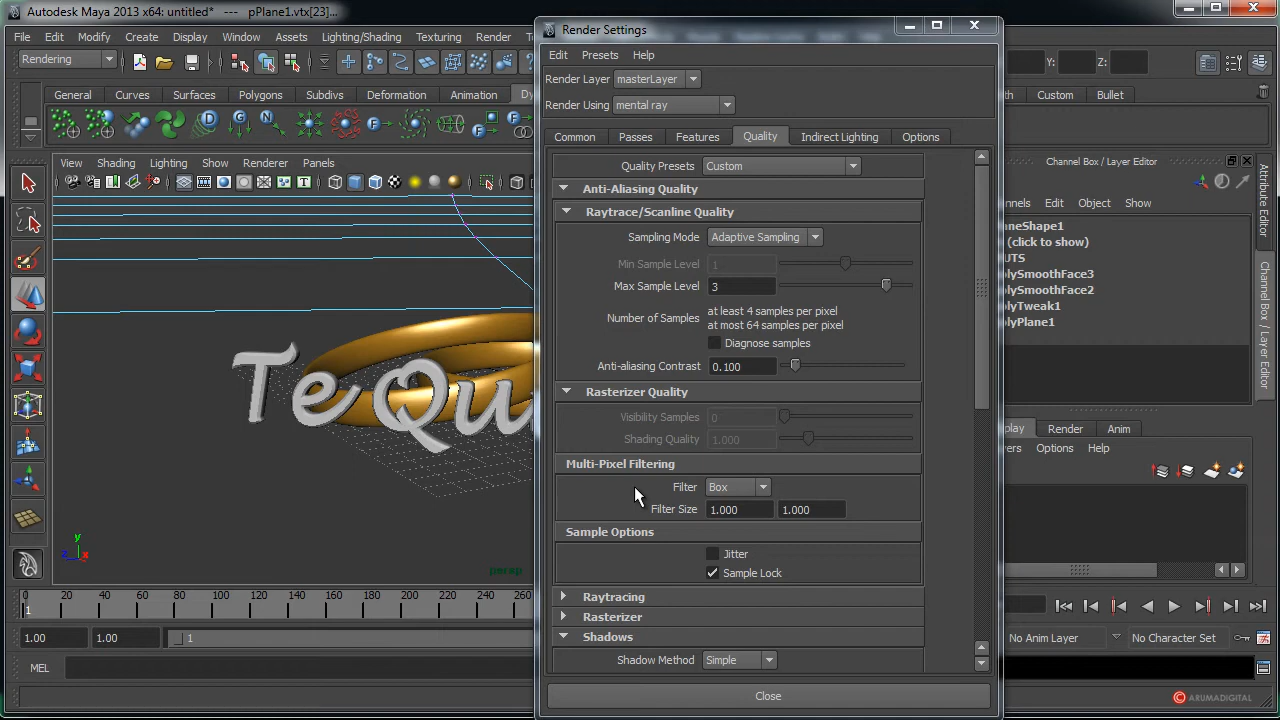 Autodesk Maya 2013 x64: untitled* --- pPlane1.vtx[23]...
File Edit Modify Create Display Window Assets Lighting/Shading Texturing Render
Rendering
Y: Z:
General Curves Surfaces Polygons Subdivs Deformation Animation
Custom Bullet
View Shading Lighting Show Renderer Panels
Te Qu
persp
y
z x
Render Settings
Edit Presets Help
Render Layer masterLayer
Render Using mental ray
Common Passes Features Quality Indirect Lighting Options
Quality Presets Custom
Anti-Aliasing Quality
Raytrace/Scanline Quality
Sampling Mode Adaptive Sampling
Min Sample Level 1
Max Sample Level 3
Number of Samples at least 4 samples per pixel
at most 64 samples per pixel
Diagnose samples
Anti-aliasing Contrast 0.100
Rasterizer Quality
Visibility Samples 0
Shading Quality 1.000
Multi-Pixel Filtering
Filter Box
Filter Size 1.000 1.000
Sample Options
Jitter
Sample Lock
Raytracing
Rasterizer
Shadows
Shadow Method Simple
Close
Channel Box / Layer Editor
Edit Object Show
aneShape1
(click to show)
UTS
olySmoothFace3
olySmoothFace2
olyTweak1
olyPlane1
Attribute Editor
Channel Box / Layer Editor
Render Anim
Options Help
0 20 40 60 80 100 120 140 160 180 200 220 240 260
1
1.00 1.00 1
No Anim Layer No Character Set
MEL
© ARUMADIGITAL